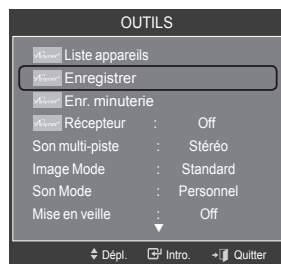 OUTILS
Liste appareils
Enregistrer
Enr. minuterie
Récepteur : Off
Son multi-piste : Stéréo
Image Mode : Standard
Son Mode : Personnel
Mise en veille : Off
Dépl. Intro. Quitter